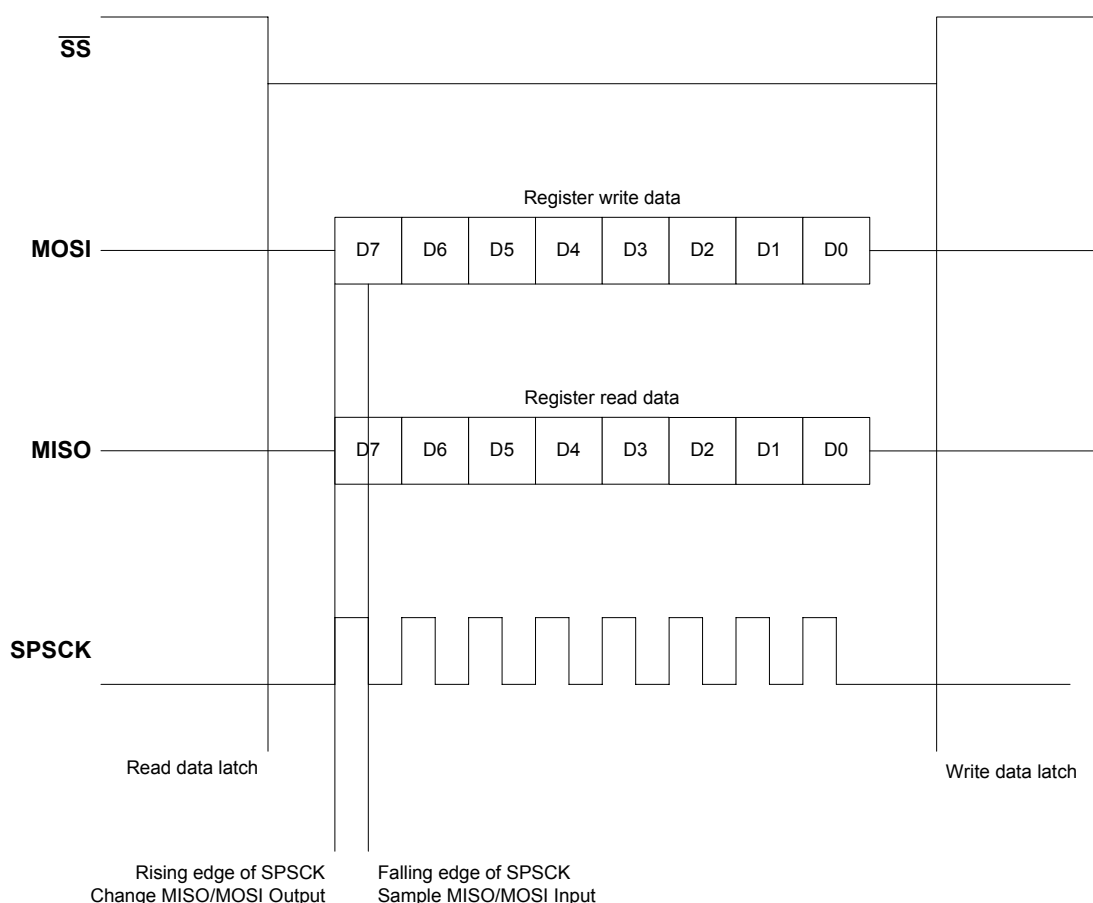 SS
Register write data
MOSI D7 D6 D5 D4 D3 D2 D1 D0
Register read data
MISO D7 D6 D5 D4 D3 D2 D1 D0
SPSCK
Read data latch
Write data latch
Rising edge of SPSCK
Change MISO/MOSI Output
Falling edge of SPSCK
Sample MISO/MOSI Input